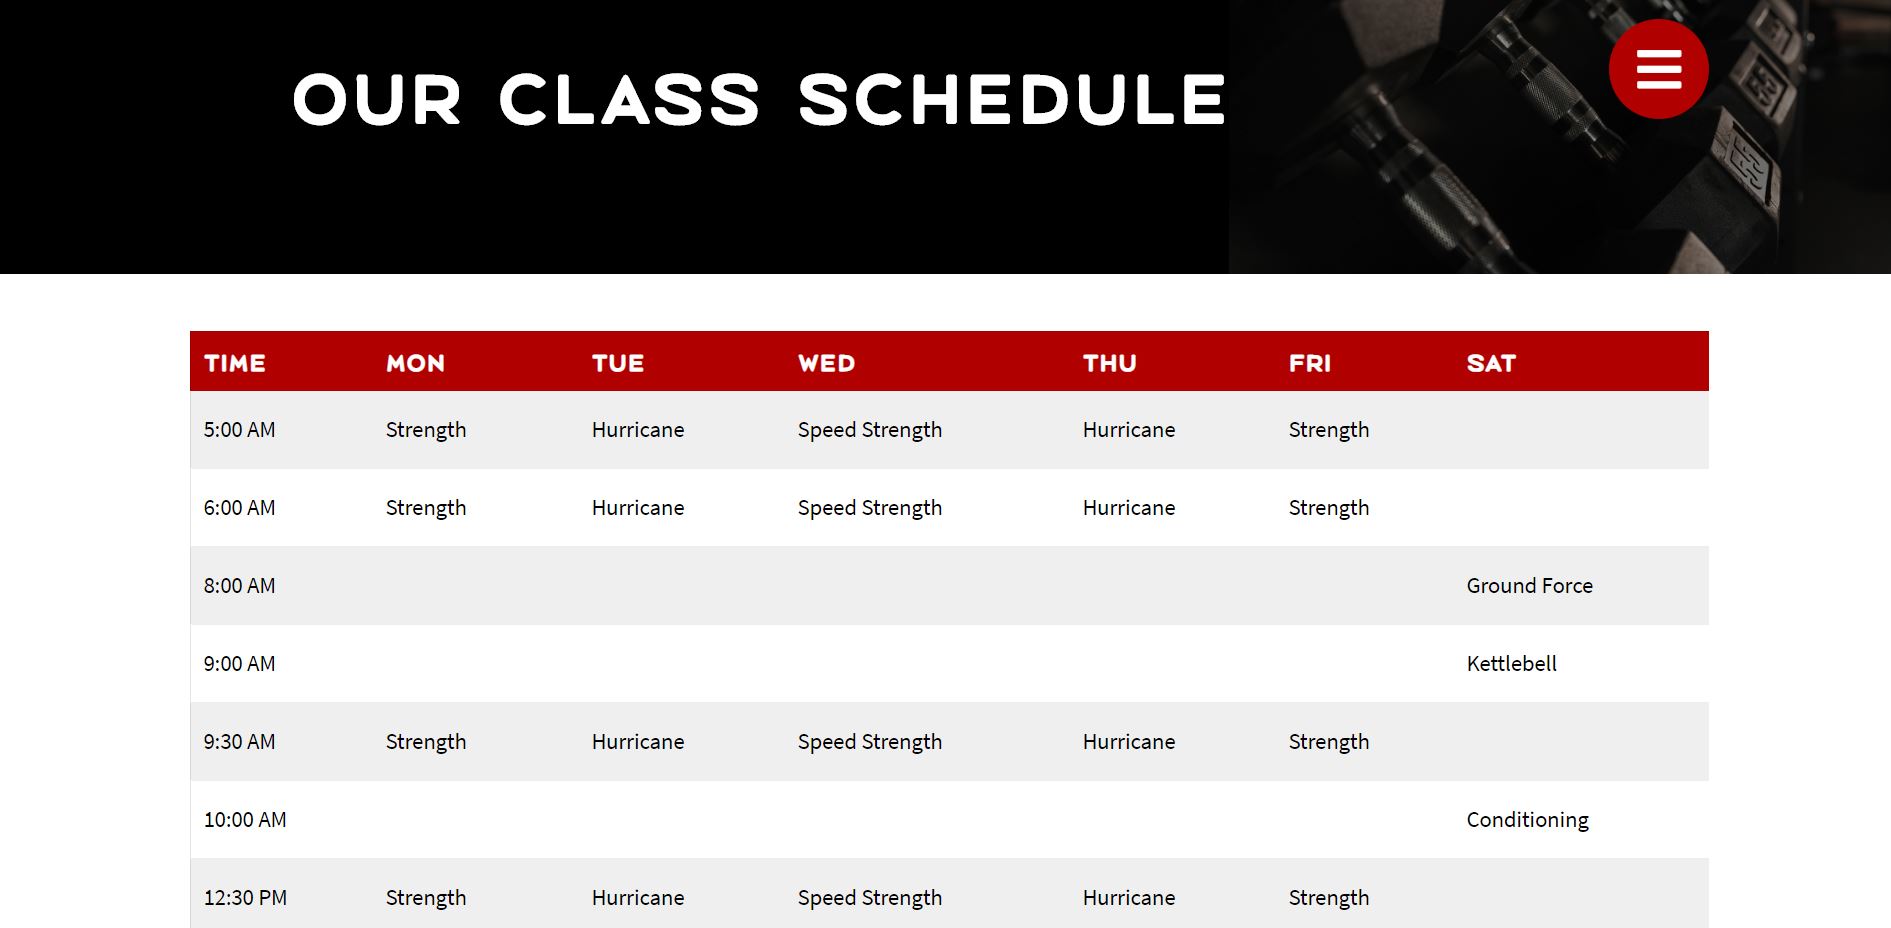 OUR CLASS SCHEDULE
55
TIME MON TUE WED THU FRI SAT
5:00 AM Strength Hurricane Speed Strength Hurricane Strength
6:00 AM Strength Hurricane Speed Strength Hurricane Strength
8:00 AM Ground Force
9:00 AM Kettlebell
9:30 AM Strength Hurricane Speed Strength Hurricane Strength
10:00 AM Conditioning
12:30 PM Strength Hurricane Speed Strength Hurricane Strength